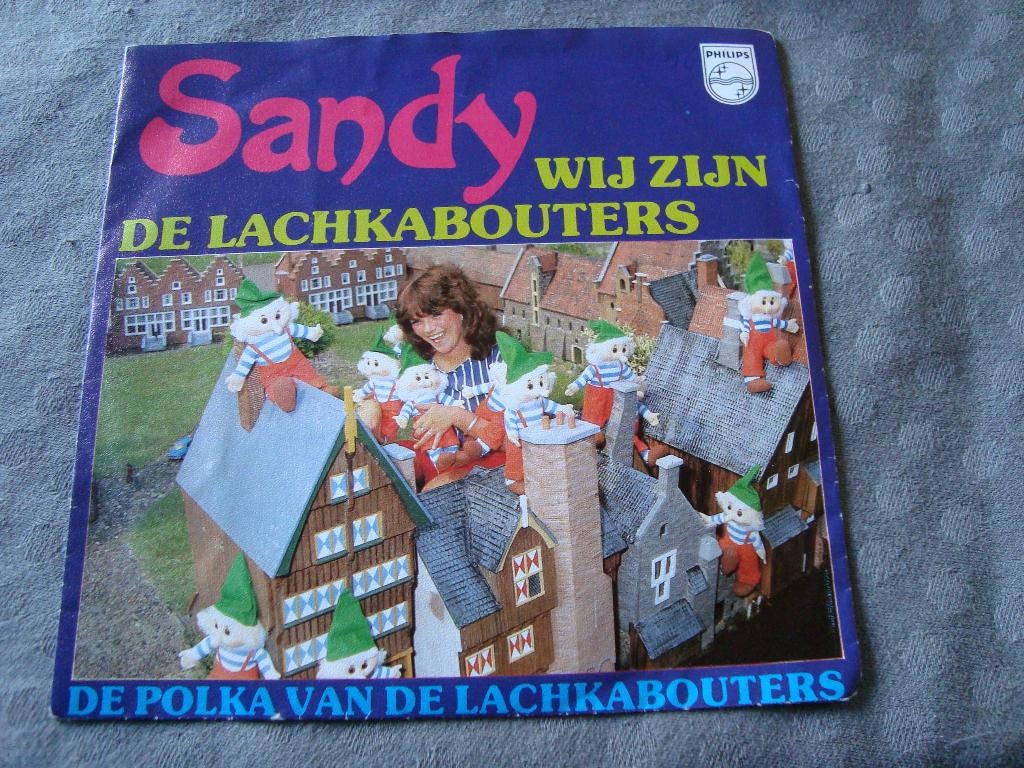 PHILIPS
Sandy
WIJ ZIJN
DE LACHKABOUTERS
DE POLKA VAN DE LACHKABOUTERS